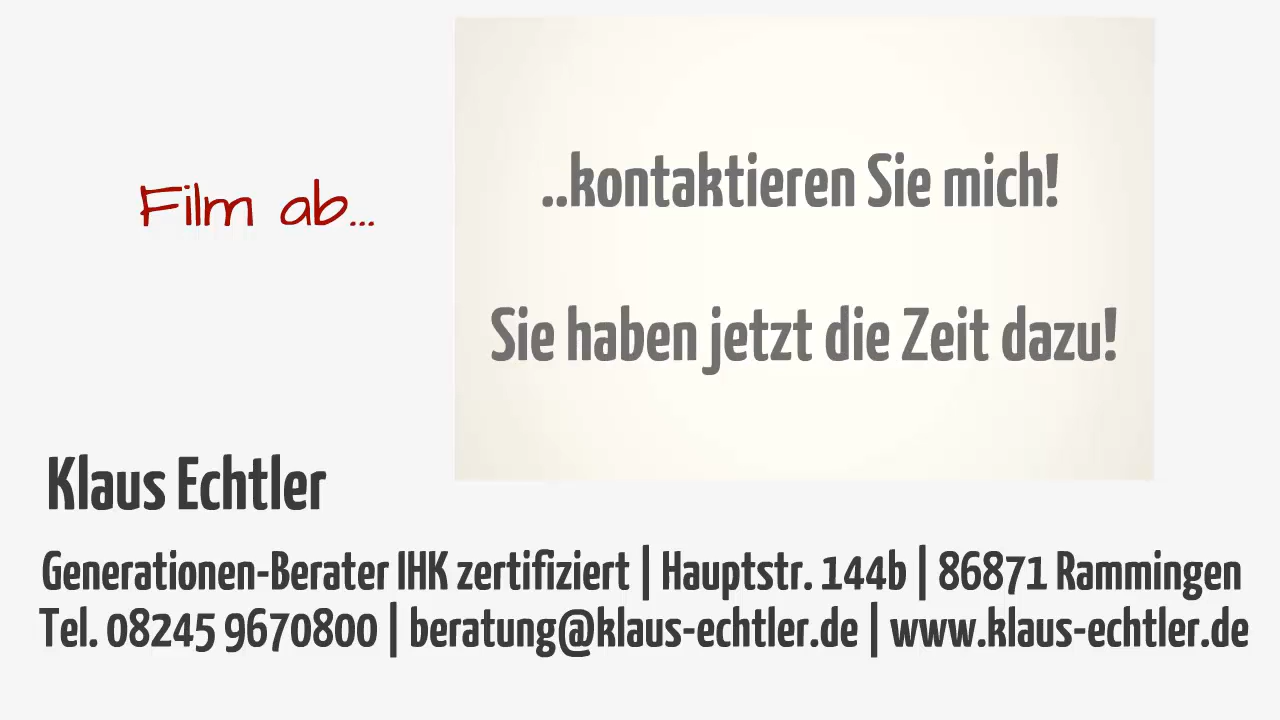 Film ab...
..kontaktieren Sie mich!
Sie haben jetzt die Zeit dazu!
Klaus Echtler
Generationen-Berater IHK zertifiziert | Hauptstr. 144b | 86871 Rammingen
Tel. 08245 9670800 | beratung@klaus-echtler.de | www.klaus-echtler.de